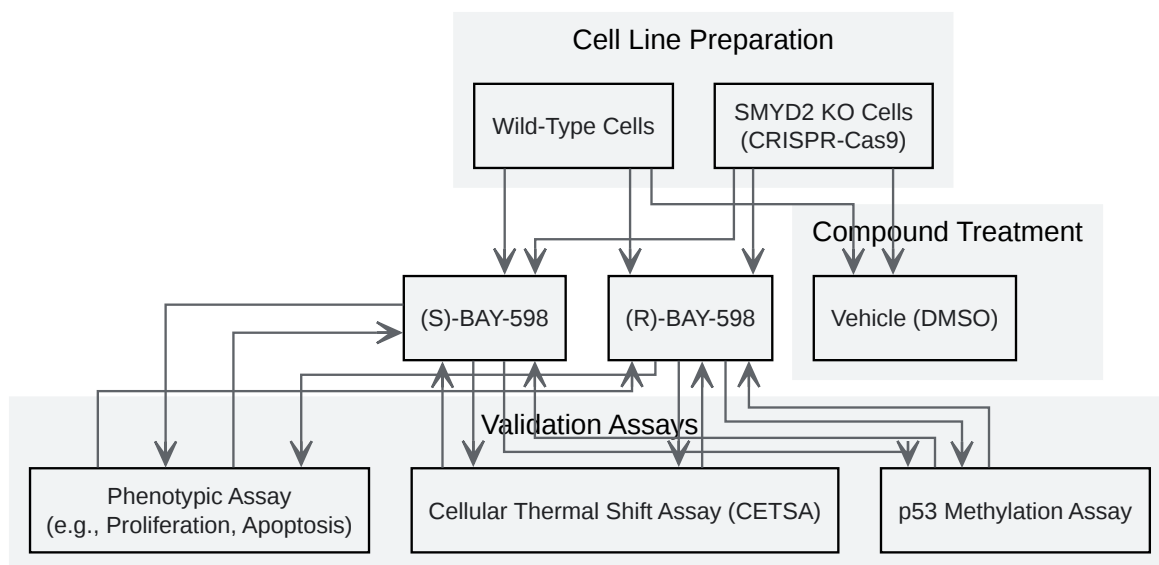 Cell Line Preparation
Wild-Type Cells
SMYD2 KO Cells
(CRISPR-Cas9)
Compound Treatment
(S)-BAY-598
(R)-BAY-598
Vehicle (DMSO)
Validation Assays
Phenotypic Assay
(e.g., Proliferation, Apoptosis)
Cellular Thermal Shift Assay (CETSA)
p53 Methylation Assay